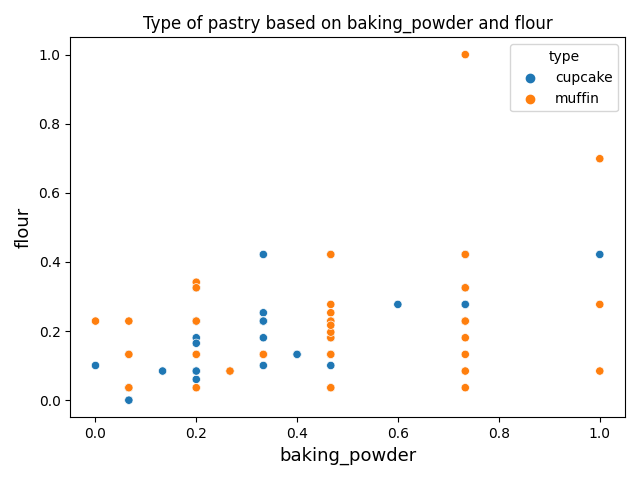 Type of pastry based on baking_powder and flour
type
cupcake
muffin
1.0
0.8
0.6
0.4
0.2
0.0
flour
0.0 0.2 0.4 0.6 0.8 1.0
baking_powder